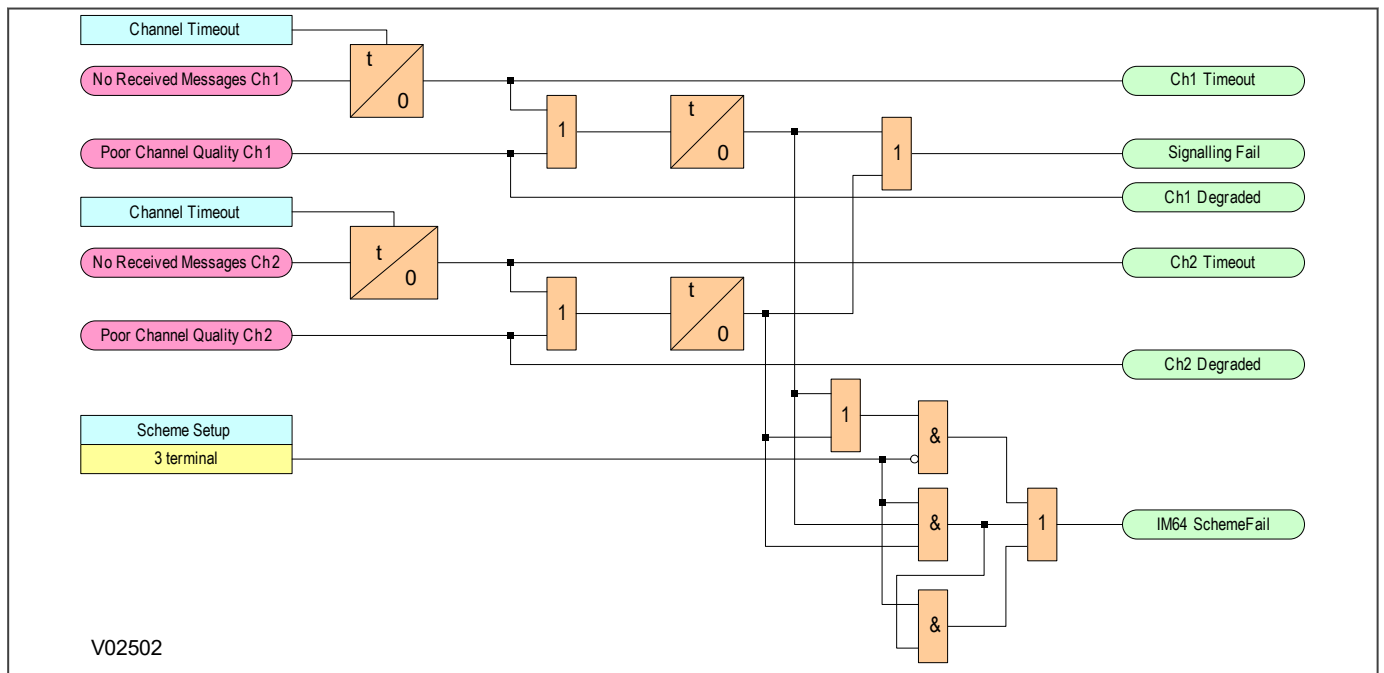 Channel Timeout
t
0
No Received Messages Ch1
Ch1 Timeout
1
t
0
1
Poor Channel Quality Ch1
Signalling Fail
Ch1 Degraded
Channel Timeout
t
0
No Received Messages Ch2
Ch2 Timeout
1
t
0
Poor Channel Quality Ch2
Ch2 Degraded
1
&
Scheme Setup
3 terminal
&
1
IM64 SchemeFail
&
V02502